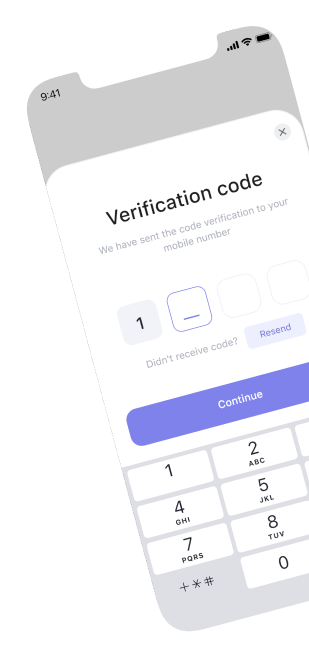 9:41
Verification code
We have sent the code verification to your
mobile number
1
Didn't receive code? Resend
Continue
1
2
ABC
4
GHI
5
JKL
7
PQRS
8
TUV
+*#
0